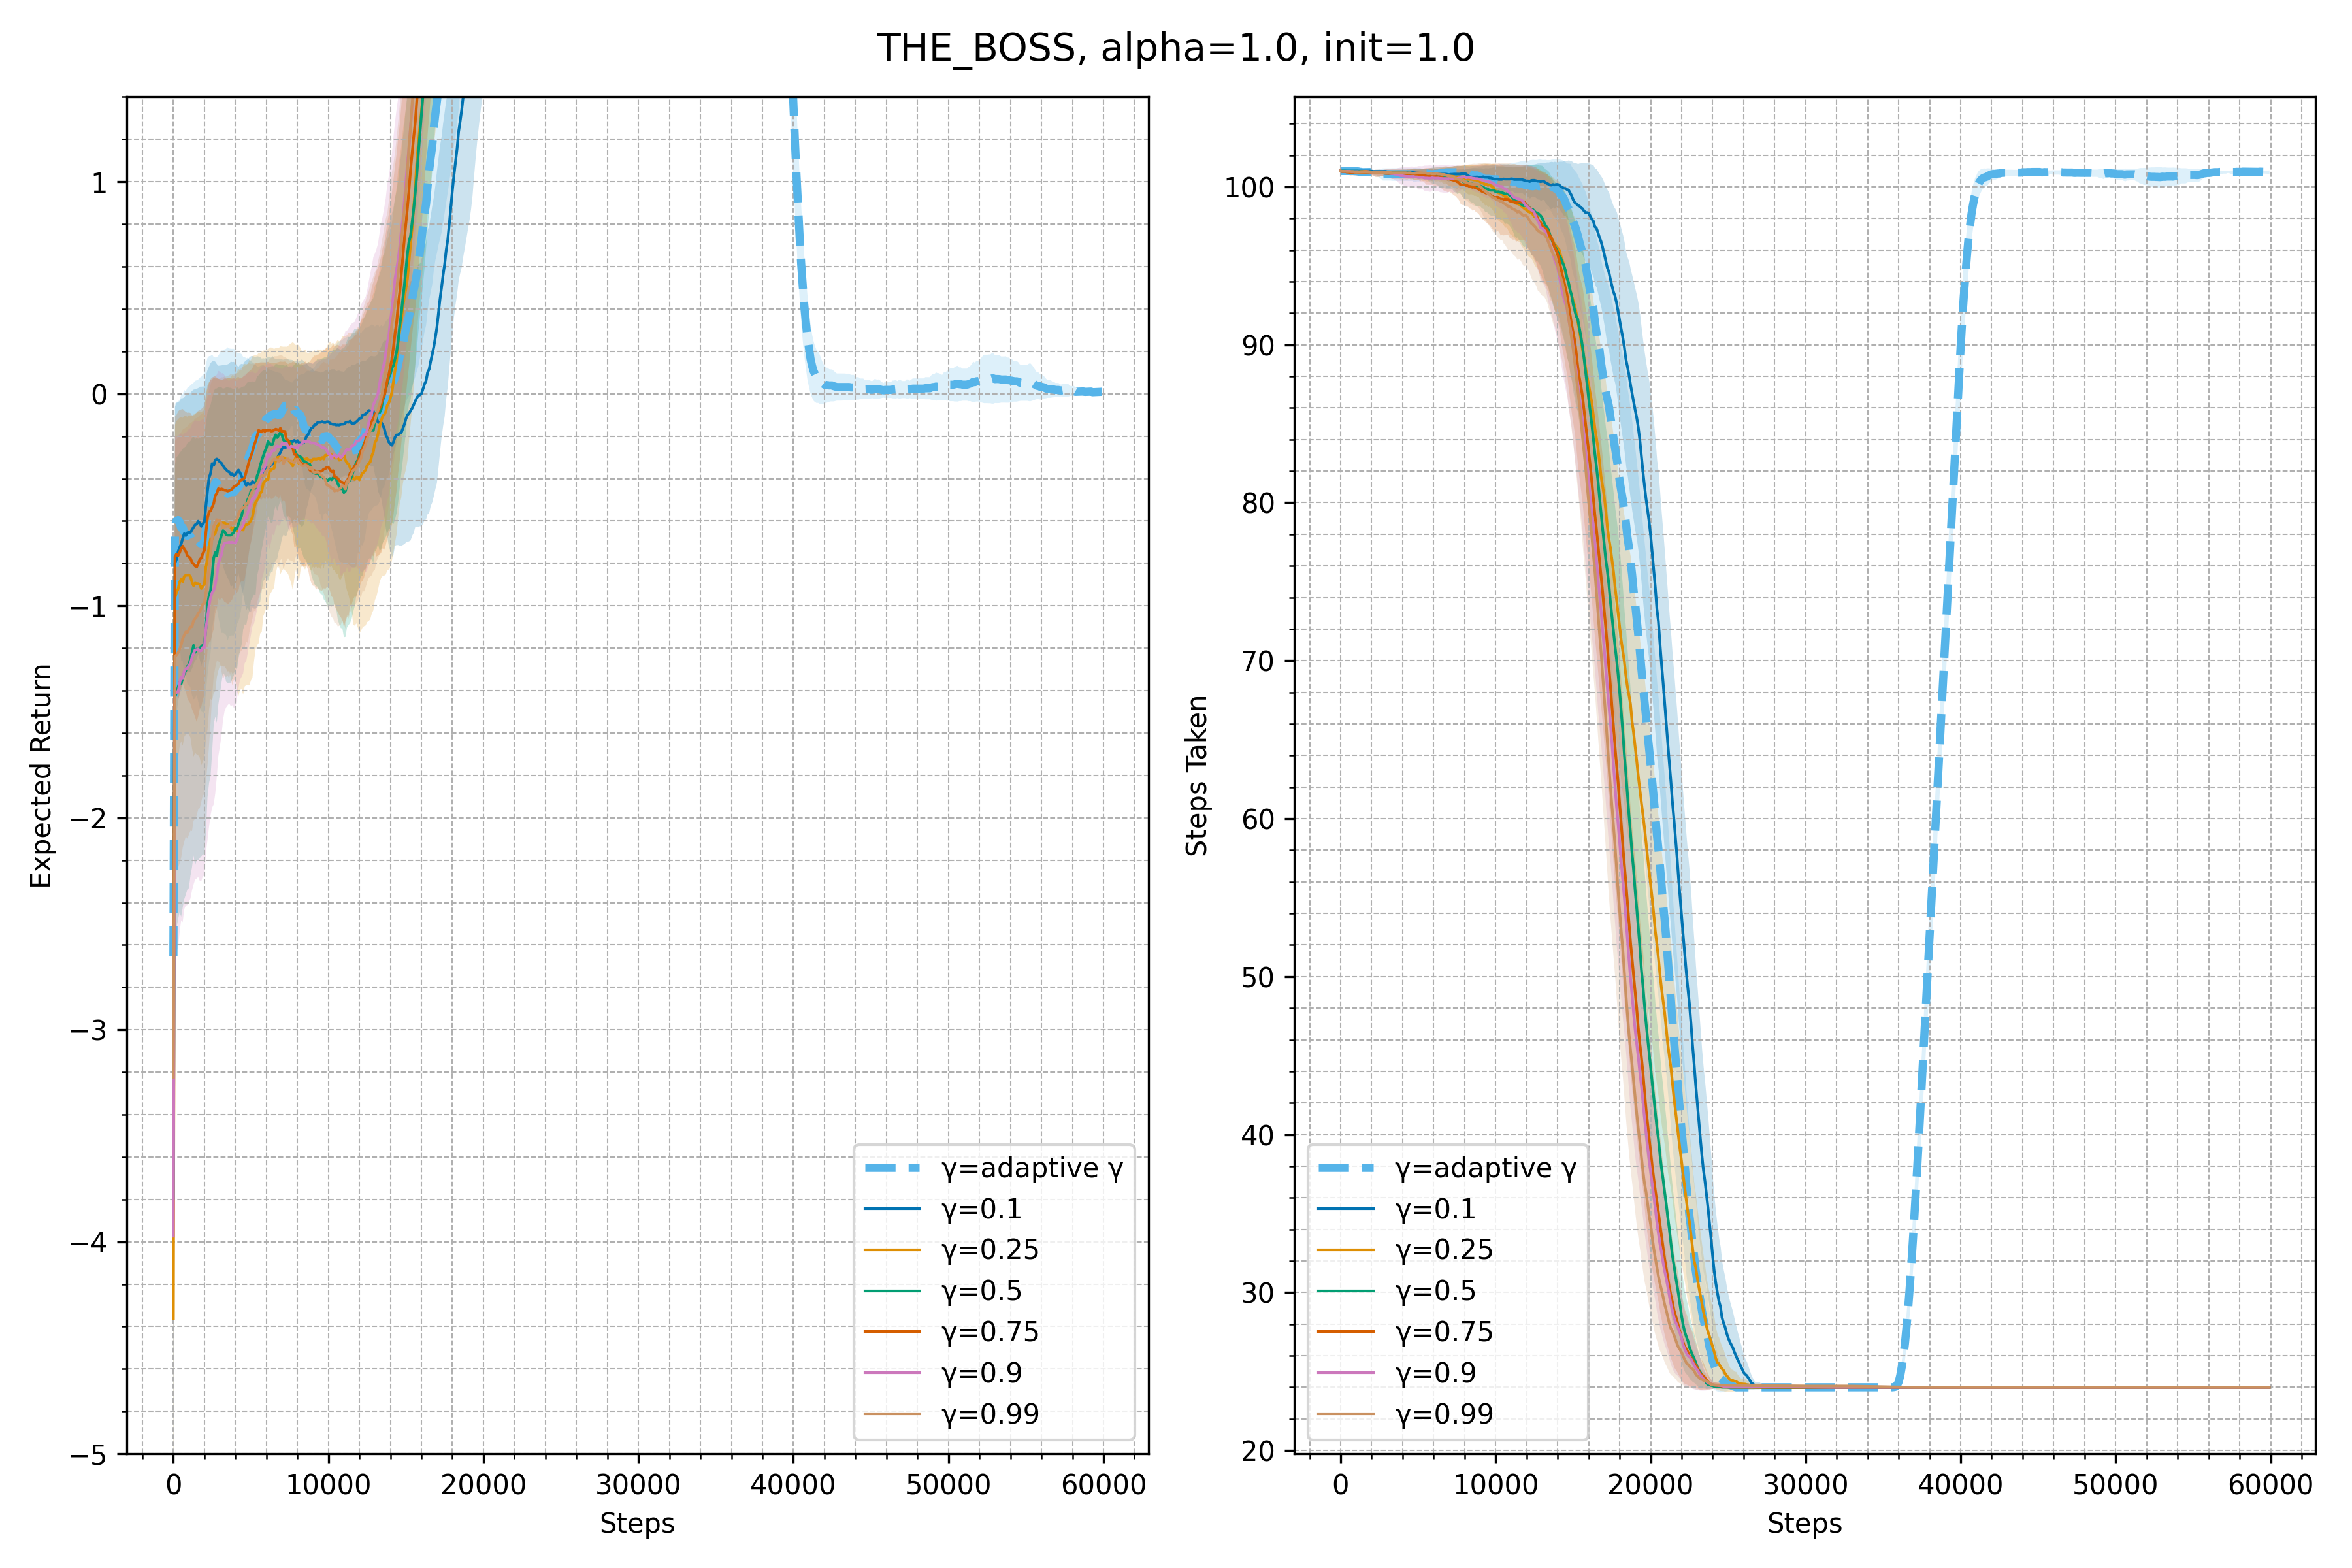 THE_BOSS, alpha=1.0, init=1.0
Expected Return
1
0
−1
−2
−3
−4
−5
0 10000 20000 30000 40000 50000 60000
Steps
γ=adaptive γ
γ=0.1
γ=0.25
γ=0.5
γ=0.75
γ=0.9
γ=0.99
Steps Taken
100
90
80
70
60
50
40
30
20
0 10000 20000 30000 40000 50000 60000
Steps
γ=adaptive γ
γ=0.1
γ=0.25
γ=0.5
γ=0.75
γ=0.9
γ=0.99